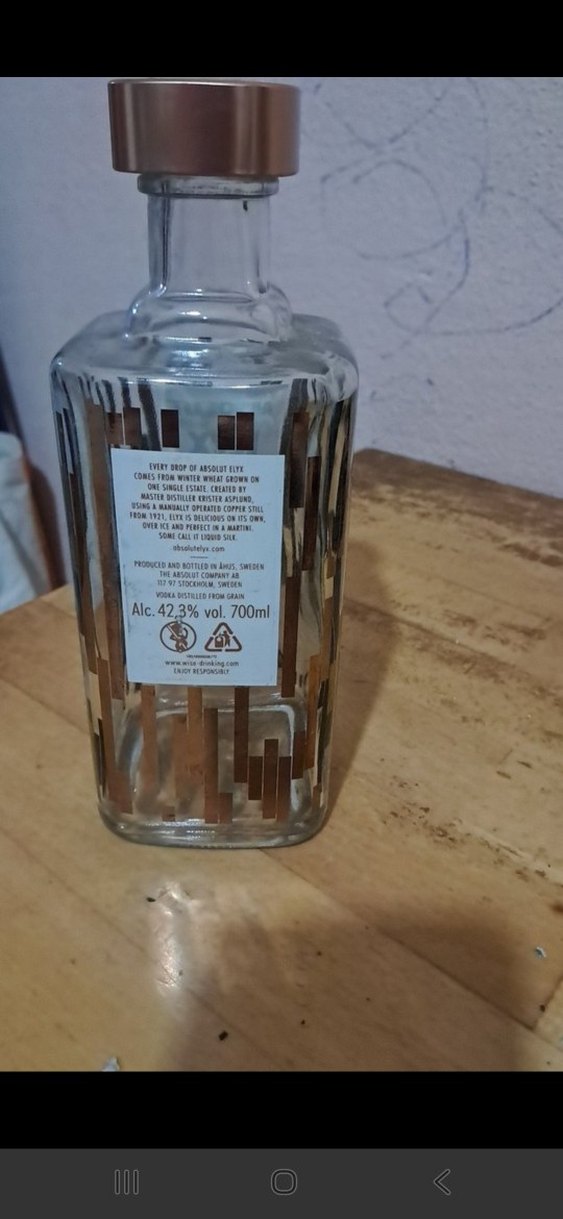 EVERY DROP OF ABSOLUT ELYX
COMES FROM WINTER WHEAT GROWN ON
ONE SINGLE ESTATE. CREATED BY
MASTER DISTILLER KRISTER ASPLUND,
USING A MANUALLY OPERATED COPPER STILL
FROM 1921, ELYX IS DELICIOUS ON ITS OWN,
OVER ICE AND PERFECT IN A MARTINI.
SOME CALL IT LIQUID SILK.
absolutelyx.com
PRODUCED AND BOTTLED IN ÅHUS, SWEDEN
THE ABSOLUT COMPANY AB
117 97 STOCKHOLM, SWEDEN
VODKA DISTILLED FROM GRAIN
Alc. 42,3% vol. 700ml
www.wise-drinking.com
ENJOY RESPONSIBLY.